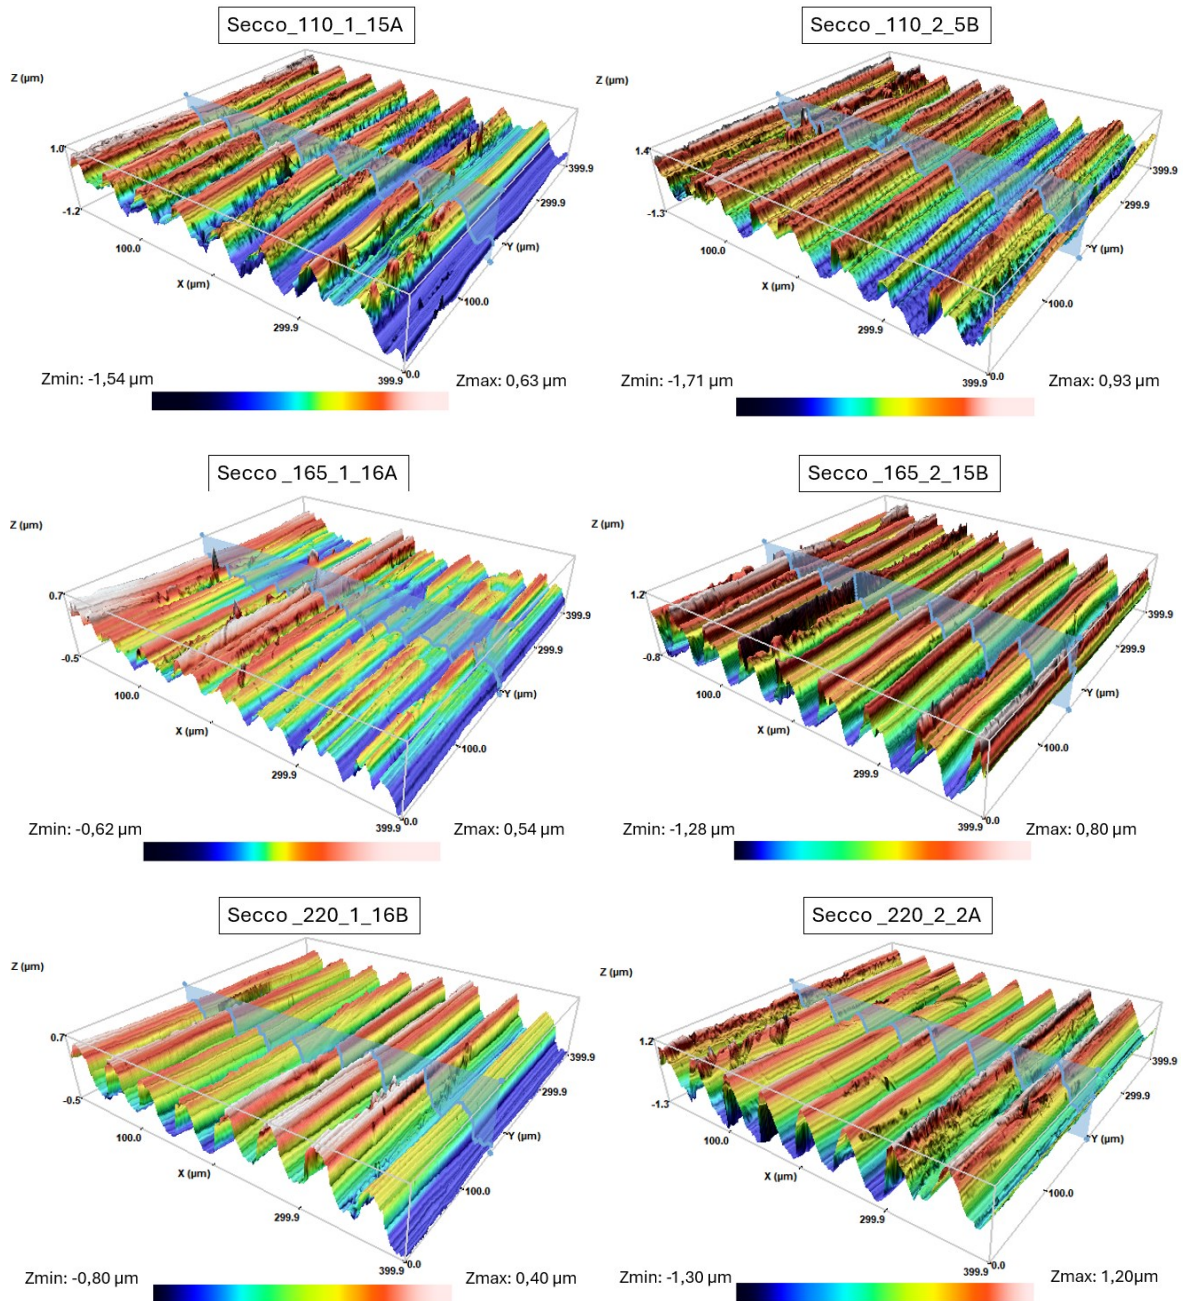 Secco_110_1_15A
Z (µm)
1.0
-1.2
100.0
X (µm)
299.9
399.9
0.0
100.0
Y (µm)
299.9
399.9
Zmin: -1,54 µm
Zmax: 0,63 µm
Secco _110_2_5B
Z (µm)
1.4
-1.3
100.0
X (µm)
299.9
399.9
0.0
100.0
Y (µm)
299.9
399.9
Zmin: -1,71 µm
Zmax: 0,93 µm
Secco _165_1_16A
Z (µm)
0.7
-0.5
100.0
X (µm)
299.9
399.9
0.0
100.0
Y (µm)
299.9
399.9
Zmin: -0,62 µm
Zmax: 0,54 µm
Secco _165_2_15B
Z (µm)
1.2
-0.8
100.0
X (µm)
299.9
399.9
0.0
100.0
Y (µm)
299.9
399.9
Zmin: -1,28 µm
Zmax: 0,80 µm
Secco _220_1_16B
Z (µm)
0.7
-0.5
100.0
X (µm)
299.9
399.9
0.0
100.0
Y (µm)
299.9
399.9
Zmin: -0,80 µm
Zmax: 0,40 µm
Secco _220_2_2A
Z (µm)
1.2
-1.3
100.0
X (µm)
299.9
399.9
0.0
100.0
Y (µm)
299.9
399.9
Zmin: -1,30 µm
Zmax: 1,20µm